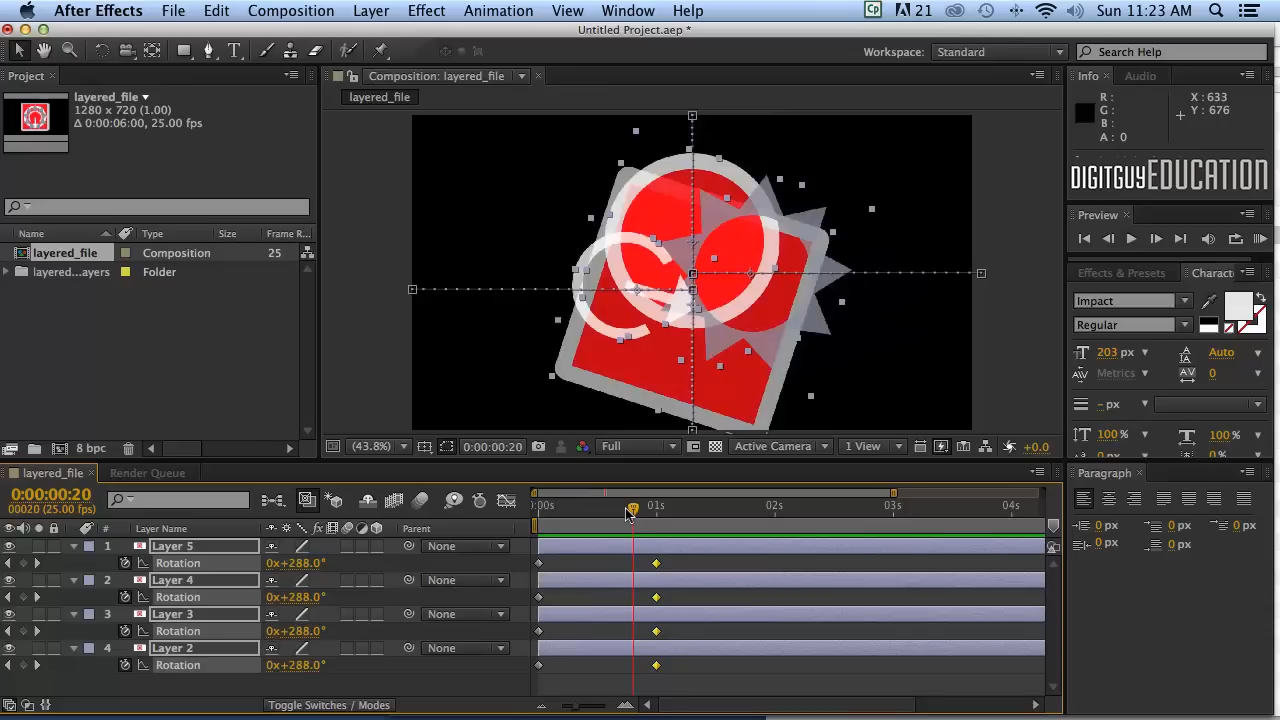 After Effects File Edit Composition Layer Effect Animation View Window Help 21 Sun 11:23 AM
Untitled Project.aep *
Workspace: Standard Search Help
Project Composition: layered_file Info Audio
layered_file▼
1280 x 720 (1.00)
Δ 0:00:06:00, 25.00 fps
layered_file
R : X : 633
G : Y : 676
B :
A : 0
DIGITGUYEDUCATION
Preview
Name Type Size Frame R...
layered_file Composition 25
layered...ayers Folder
Effects & Presets Charact
Impact
Regular
203 px Auto
Metrics 0
- px
100 % 100 %
8 bpc (43.8%) 0:00:00:20 Full Active Camera 1 View +0.0
layered_file Render Queue Paragraph
0:00:00:20
00020 (25.00 fps)
:00s 01s 02s 03s 04s
# Layer Name Parent
1 Layer 5 None
Rotation 0x+288.0°
2 Layer 4 None
Rotation 0x+288.0°
3 Layer 3 None
Rotation 0x+288.0°
4 Layer 2 None
Rotation 0x+288.0°
0 px 0 px 0 px
0 px 0 px
Toggle Switches / Modes